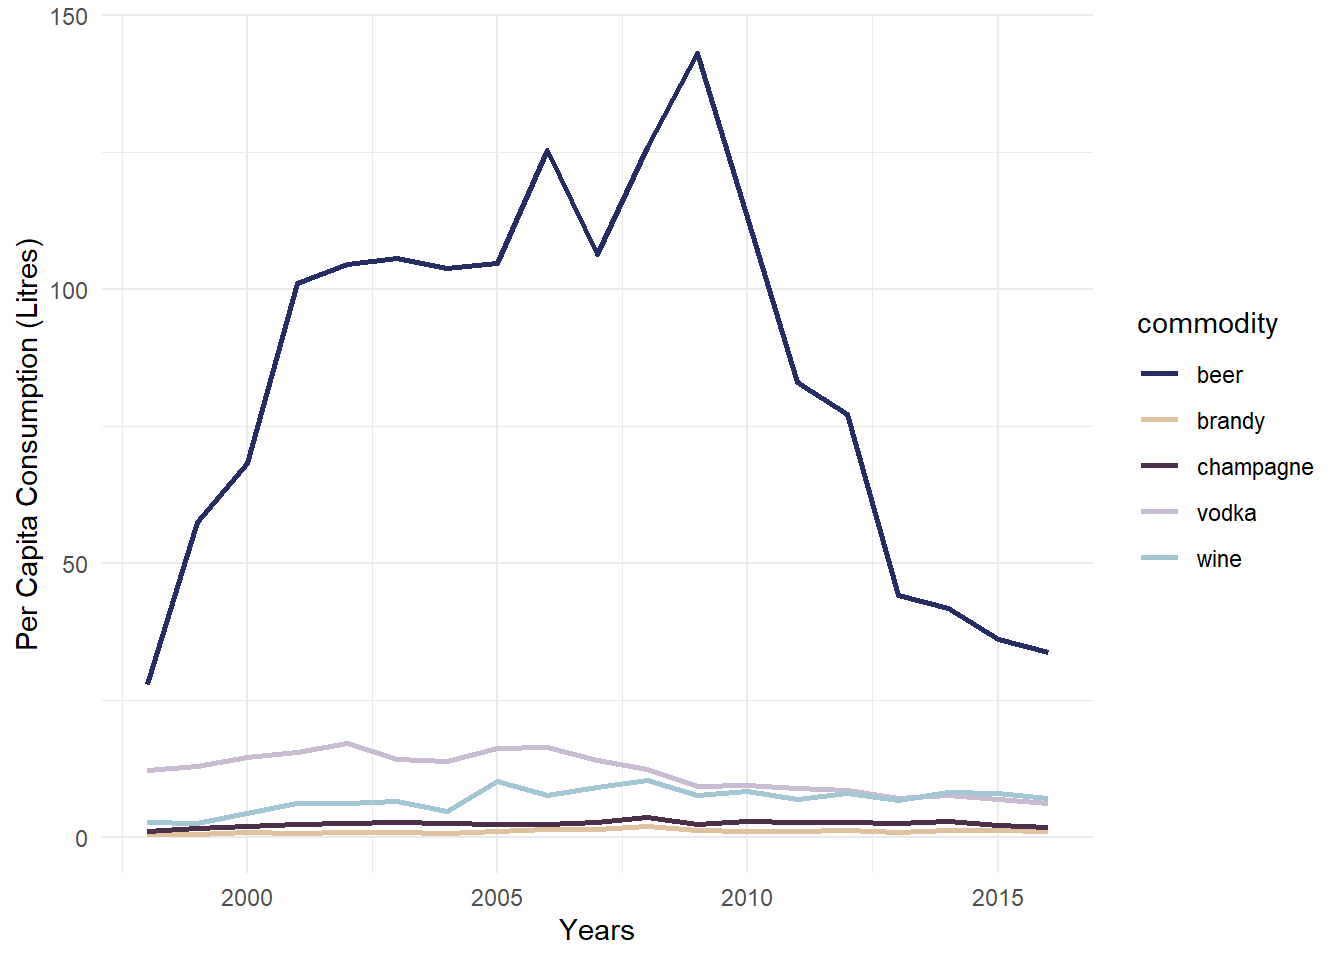 150
100
50
0
Per Capita Consumption (Litres)
2000
2005
2010
2015
Years
commodity
beer
brandy
champagne
vodka
wine